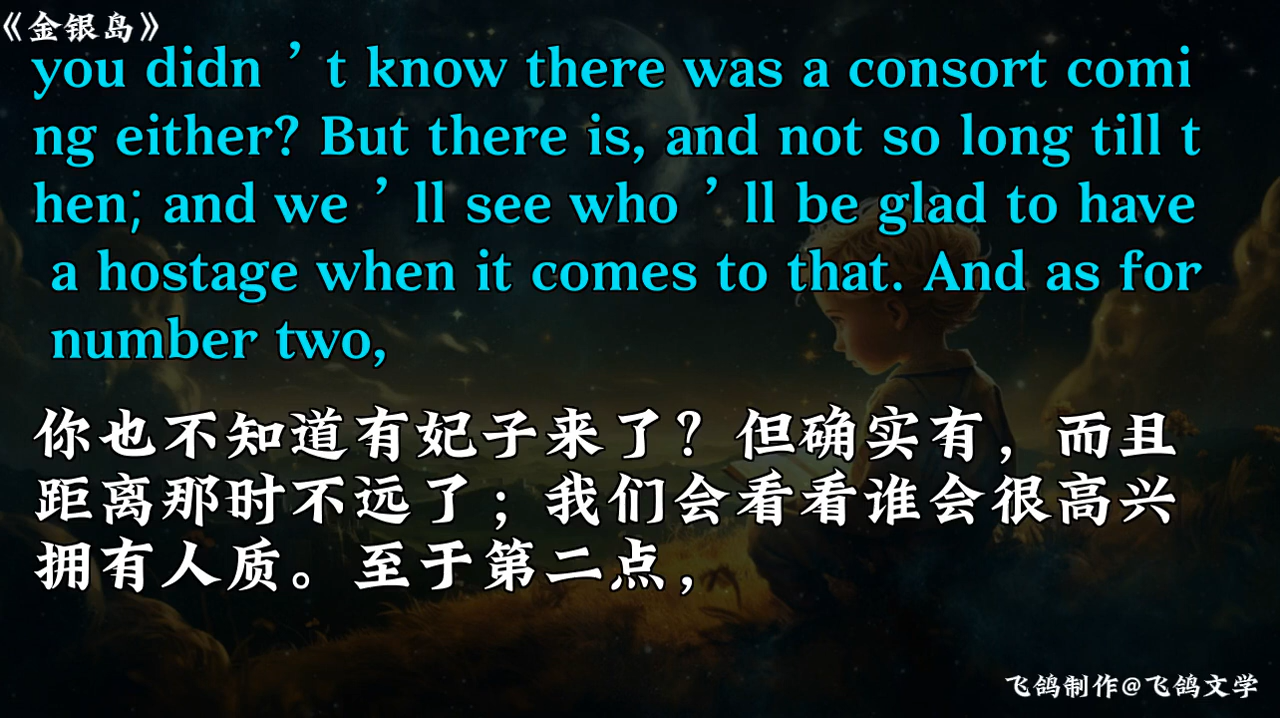 《金银岛》
you didn ’ t know there was a consort comi
ng either? But there is, and not so long till t
hen; and we ’ ll see who ’ ll be glad to have
a hostage when it comes to that. And as for
number two,
你也不知道有妃子来了？但确实有，而且
距离那时不远了；我们会看看谁会很高兴
拥有人质。至于第二点，
飞鸽制作@飞鸽文学